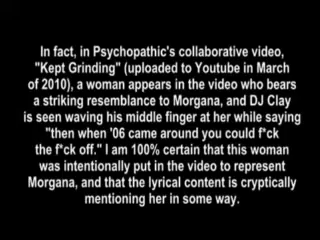 In fact, in Psychopathic's collaborative video,
"Kept Grinding" (uploaded to Youtube in March
of 2010), a woman appears in the video who bears
a striking resemblance to Morgana, and DJ Clay
is seen waving his middle finger at her while saying
"then when '06 came around you could f*ck
the f*ck off." I am 100% certain that this woman
was intentionally put in the video to represent
Morgana, and that the lyrical content is cryptically
mentioning her in some way.